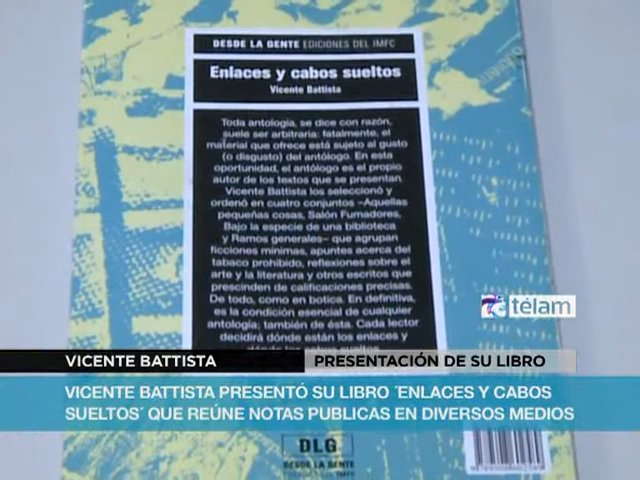 DESDE LA GENTE EDICIONES DEL IMFC
Enlaces y cabos sueltos
Vicente Battista
Toda antología, se dice con razón,
suele ser arbitraria: fatalmente, el
material que ofrece está sujeto al gusto
(o disgusto) del antólogo. En esta
oportunidad, el antólogo es el propio
autor de los textos que se presentan.
Vicente Battista los seleccionó y
ordenó en cuatro conjuntos –Aquellas
pequeñas cosas, Salón Fumadores,
Bajo la especie de una biblioteca
y Ramos generales– que agrupan
ficciones mínimas, apuntes acerca del
tabaco prohibido, reflexiones sobre el
arte y la literatura y otros escritos que
prescinden de calificaciones precisas.
De todo, como en botica. En definitiva,
es la condición esencial de cualquier
antología; también de ésta. Cada lector
decidirá dónde están los enlaces y
télam
VICENTE BATTISTA
PRESENTACIÓN DE SU LIBRO
VICENTE BATTISTA PRESENTÓ SU LIBRO ´ENLACES Y CABOS
SUELTOS´ QUE REÚNE NOTAS PUBLICAS EN DIVERSOS MEDIOS
DLG
DESDE LA GENTE